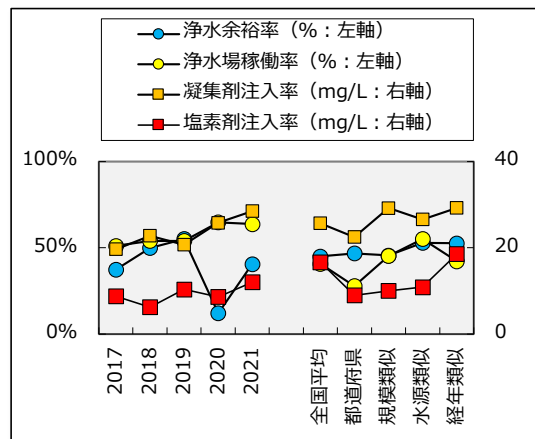 浄水余裕率(%:左軸)
浄水場稼働率(%:左軸)
凝集剤注入率(mg/L:右軸)
塩素剤注入率(mg/L:右軸)
100%
40
50%
20
0%
0
2017
2018
2019
2020
2021
全国平均
都道府県
規模類似
水源類似
経年類似